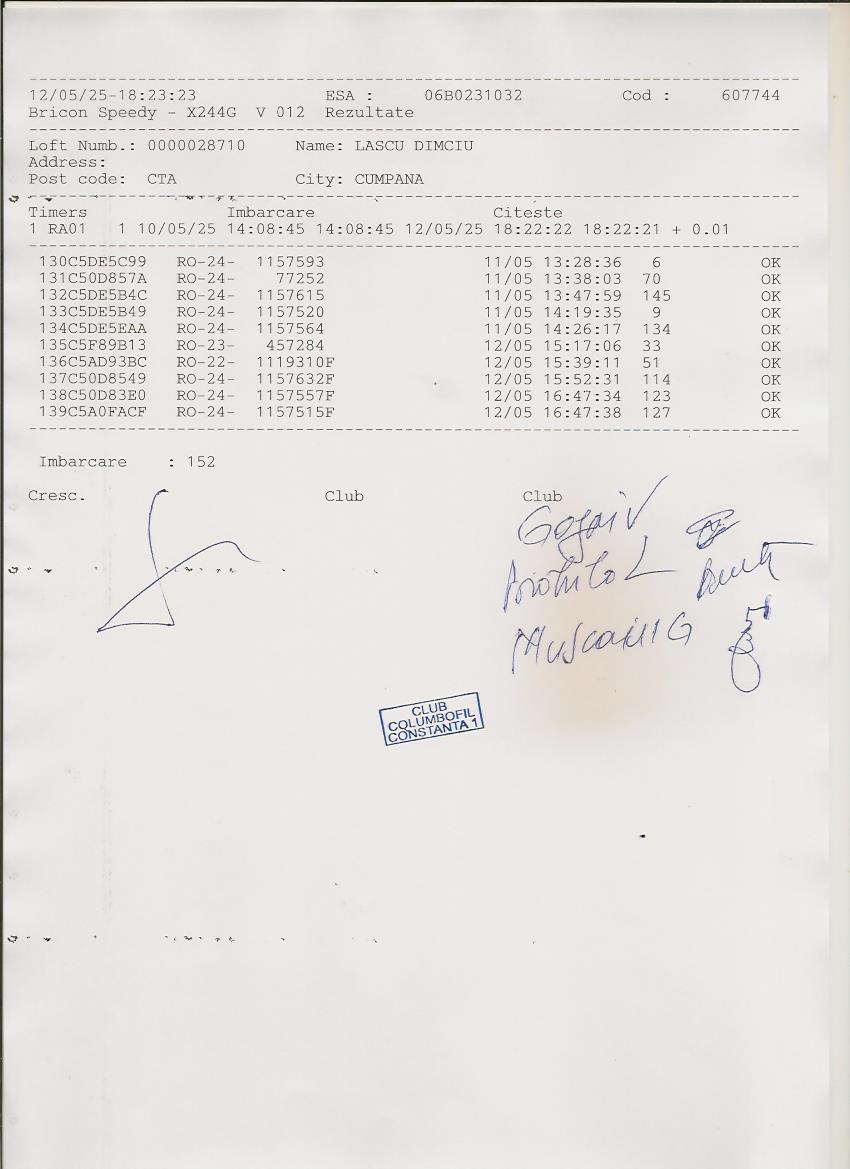 12/05/25-18:23:23 ESA : 06B0231032 Cod : 607744
Bricon Speedy - X244G V 012 Rezultate
Loft Numb.: 0000028710 Name: LASCU DIMCIU
Address:
Post code: CTA City: CUMPANA
Timers Imbarcare Citeste
1 RA01 1 10/05/25 14:08:45 14:08:45 12/05/25 18:22:22 18:22:21 + 0.01
130C5DE5C99 RO-24- 1157593 11/05 13:28:36 6 OK
131C50D857A RO-24- 77252 11/05 13:38:03 70 OK
132C5DE5B4C RO-24- 1157615 11/05 13:47:59 145 OK
133C5DE5B49 RO-24- 1157520 11/05 14:19:35 9 OK
134C5DE5EAA RO-24- 1157564 11/05 14:26:17 134 OK
135C5F89B13 RO-23- 457284 12/05 15:17:06 33 OK
136C5AD93BC RO-22- 1119310F 12/05 15:39:11 51 OK
137C50D8549 RO-24- 1157632F 12/05 15:52:31 114 OK
138C50D83E0 RO-24- 1157557F 12/05 16:47:34 123 OK
139C5A0FACF RO-24- 1157515F 12/05 16:47:38 127 OK
Imbarcare : 152
Cresc. Club Club
V
L
G
CLUB
COLUMBOFIL
CONSTANTA 1